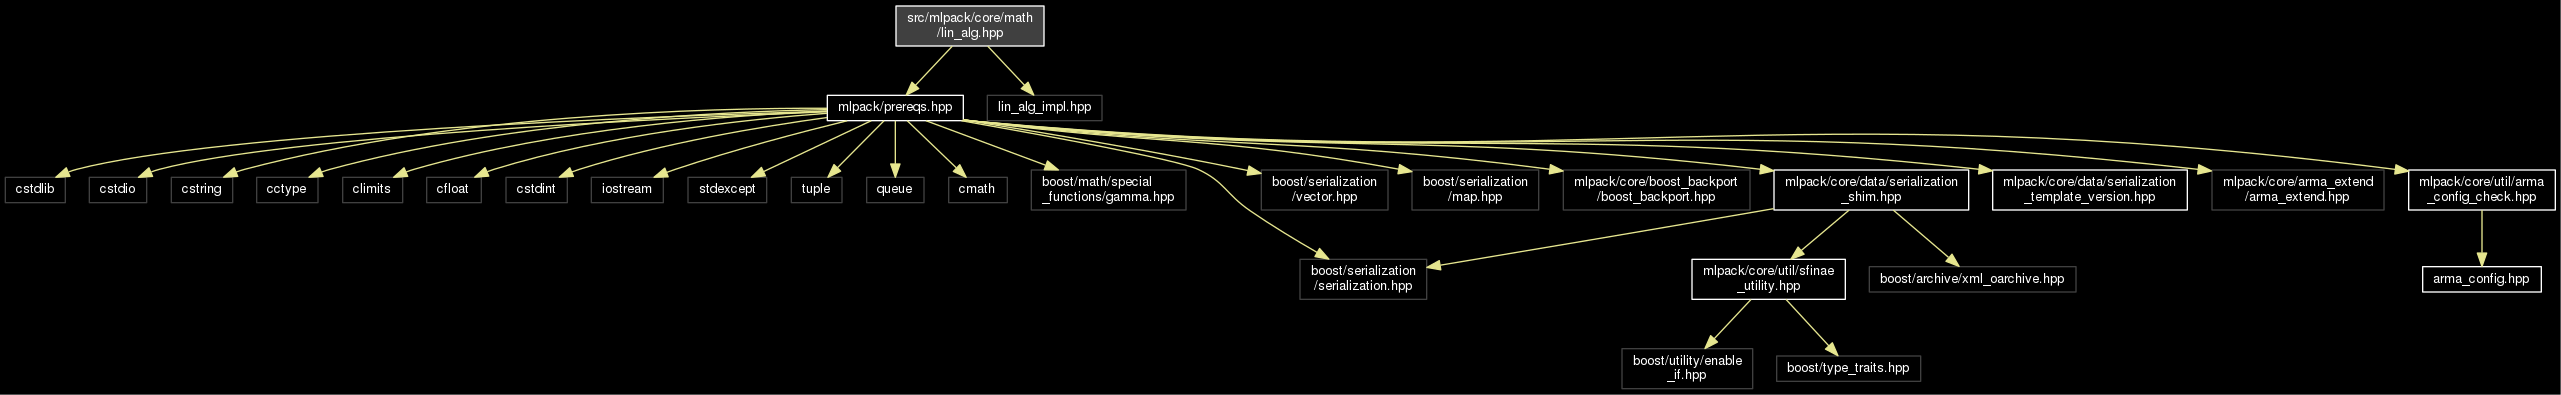 src/mlpack/core/math
/lin_alg.hpp
mlpack/prereqs.hpp
lin_alg_impl.hpp
cstdlib
cstdio
cstring
cctype
climits
cfloat
cstdint
iostream
stdexcept
tuple
queue
cmath
boost/math/special
_functions/gamma.hpp
boost/serialization
/vector.hpp
boost/serialization
/map.hpp
mlpack/core/boost_backport
/boost_backport.hpp
mlpack/core/data/serialization
_shim.hpp
mlpack/core/data/serialization
_template_version.hpp
mlpack/core/arma_extend
/arma_extend.hpp
mlpack/core/util/arma
_config_check.hpp
boost/serialization
/serialization.hpp
mlpack/core/util/sfinae
_utility.hpp
boost/archive/xml_oarchive.hpp
arma_config.hpp
boost/utility/enable
_if.hpp
boost/type_traits.hpp